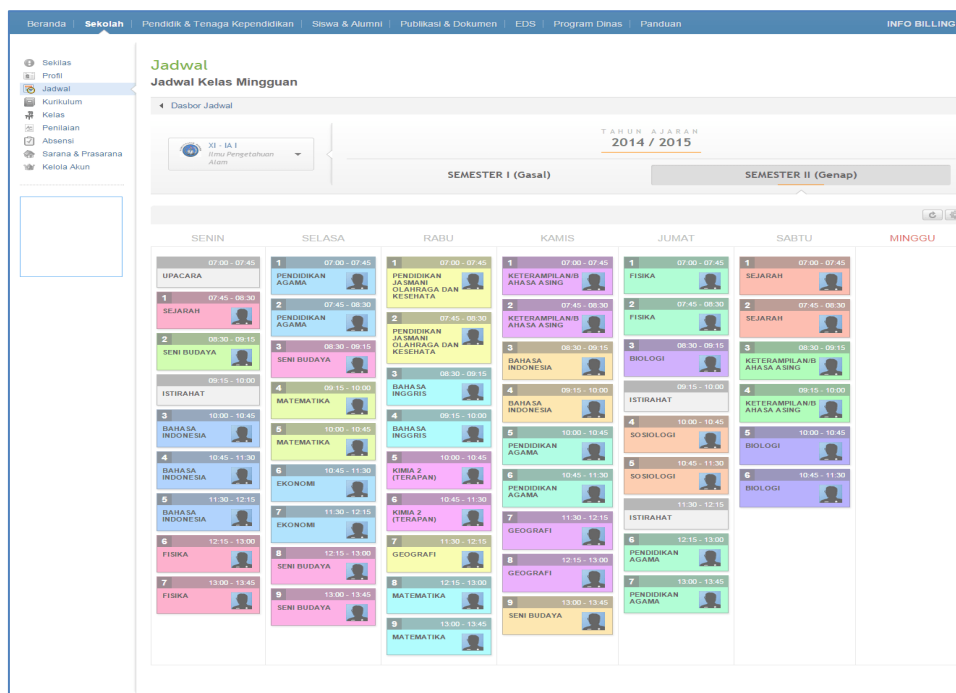 Beranda | Sekolah | Pendidik & Tenaga Kependidikan | Siswa & Alumni | Publikasi & Dokumen | EDS | Program Dinas | Panduan INFO BILLING
Sekilas
Profil
Jadwal
Kurikulum
Kelas
Penilaian
Absensi
Sarana & Prasarana
Kelola Akun
Jadwal
Jadwal Kelas Mingguan
Dasbor Jadwal
XI - IA I
Ilmu Pengetahuan
Alam
TAHUN AJARAN
2014 / 2015
SEMESTER I (Gasal)
SEMESTER II (Genap)
SENIN
07:00 - 07:45
UPACARA
1 07:45 - 08:30
SEJARAH
2 08:30 - 09:15
SENI BUDAYA
09:15 - 10:00
ISTIRAHAT
3 10:00 - 10:45
BAHASA
INDONESIA
4 10:45 - 11:30
BAHASA
INDONESIA
5 11:30 - 12:15
BAHASA
INDONESIA
6 12:15 - 13:00
FISIKA
7 13:00 - 13:45
FISIKA
SELASA
1 07:00 - 07:45
PENDIDIKAN
AGAMA
2 07:45 - 08:30
PENDIDIKAN
AGAMA
3 08:30 - 09:15
SENI BUDAYA
4 09:15 - 10:00
MATEMATIKA
5 10:00 - 10:45
MATEMATIKA
6 10:45 - 11:30
EKONOMI
7 11:30 - 12:15
EKONOMI
8 12:15 - 13:00
SENI BUDAYA
9 13:00 - 13:45
SENI BUDAYA
RABU
1 07:00 - 07:45
PENDIDIKAN
JASMANI
OLAHRAGA DAN
KESEHATA
2 07:45 - 08:30
PENDIDIKAN
JASMANI
OLAHRAGA DAN
KESEHATA
3 08:30 - 09:15
BAHASA
INGGRIS
4 09:15 - 10:00
BAHASA
INGGRIS
5 10:00 - 10:45
KIMIA 2
(TERAPAN)
6 10:45 - 11:30
KIMIA 2
(TERAPAN)
7 11:30 - 12:15
GEOGRAFI
8 12:15 - 13:00
MATEMATIKA
9 13:00 - 13:45
MATEMATIKA
KAMIS
1 07:00 - 07:45
KETERAMPILAN/B
AHASA ASING
2 07:45 - 08:30
KETERAMPILAN/B
AHASA ASING
3 08:30 - 09:15
BAHASA
INDONESIA
4 09:15 - 10:00
BAHASA
INDONESIA
5 10:00 - 10:45
PENDIDIKAN
AGAMA
6 10:45 - 11:30
PENDIDIKAN
AGAMA
7 11:30 - 12:15
GEOGRAFI
8 12:15 - 13:00
GEOGRAFI
9 13:00 - 13:45
SENI BUDAYA
JUMAT
1 07:00 - 07:45
FISIKA
2 07:45 - 08:30
FISIKA
3 08:30 - 09:15
BIOLOGI
09:15 - 10:00
ISTIRAHAT
4 10:00 - 10:45
SOSIOLOGI
5 10:45 - 11:30
SOSIOLOGI
11:30 - 12:15
ISTIRAHAT
6 12:15 - 13:00
PENDIDIKAN
AGAMA
7 13:00 - 13:45
PENDIDIKAN
AGAMA
SABTU
1 07:00 - 07:45
SEJARAH
2 07:45 - 08:30
SEJARAH
3 08:30 - 09:15
KETERAMPILAN/B
AHASA ASING
4 09:15 - 10:00
KETERAMPILAN/B
AHASA ASING
5 10:00 - 10:45
BIOLOGI
6 10:45 - 11:30
BIOLOGI
MINGGU